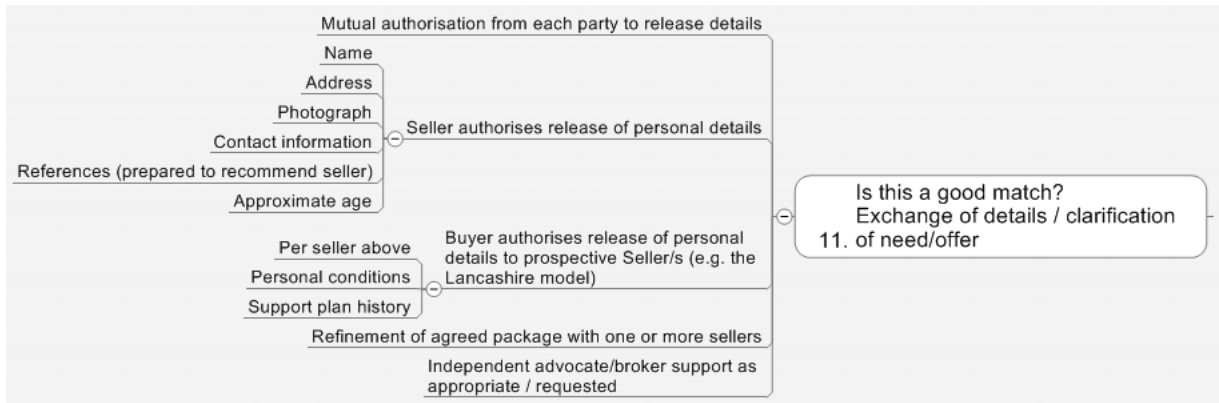 Mutual authorisation from each party to release details
Name
Address
Photograph
Contact information
References (prepared to recommend seller)
Approximate age
Seller authorises release of personal details
Per seller above
Personal conditions
Support plan history
Buyer authorises release of personal
details to prospective Seller/s (e.g. the
Lancashire model)
Refinement of agreed package with one or more sellers
Independent advocate/broker support as
appropriate / requested
Is this a good match?
Exchange of details / clarification
11. of need/offer